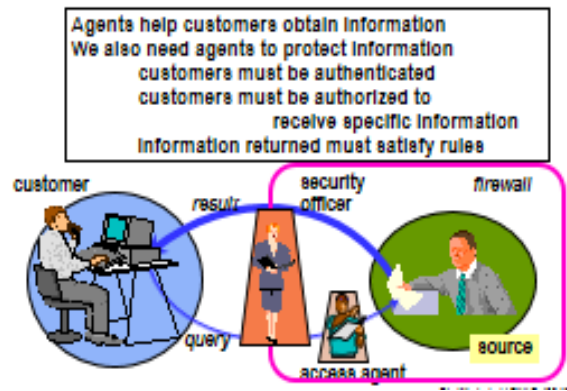 Agents help customers obtain information
We also need agents to protect information
customers must be authenticated
customers must be authorized to
receive specific information
Information returned must satisfy rules
customer
result
security
officer
firewall
query
source
access agent